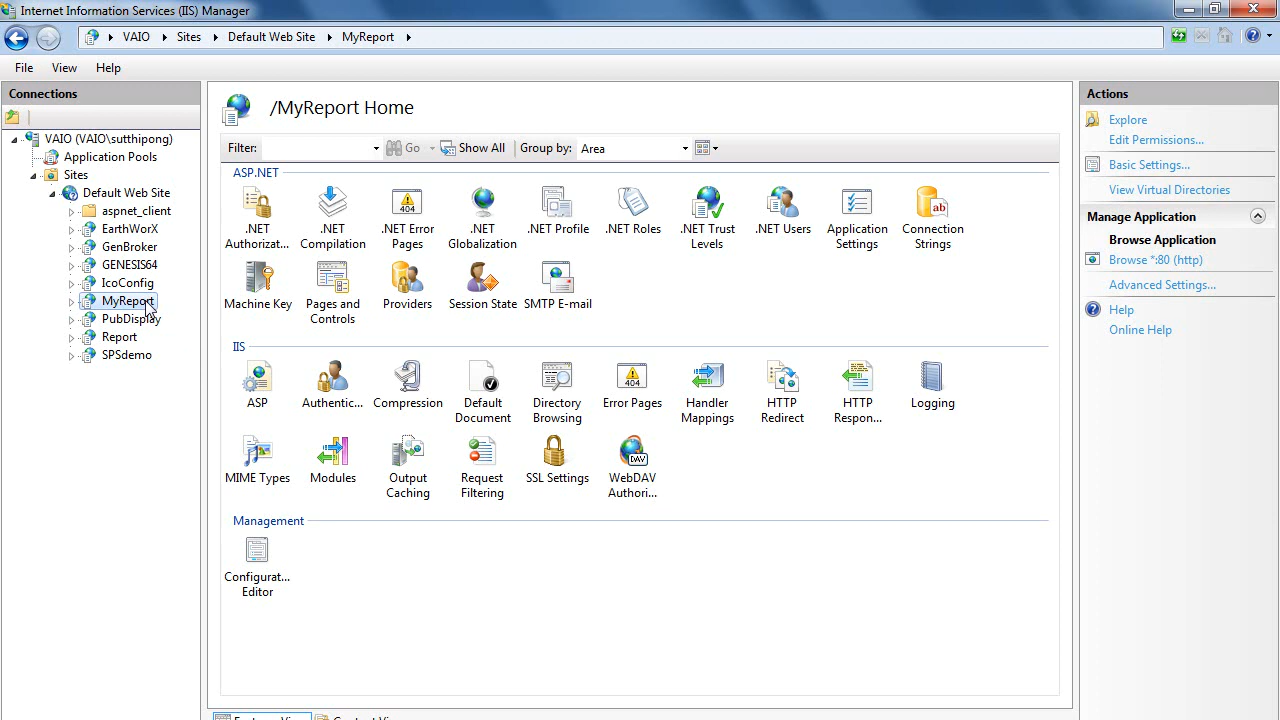 Internet Information Services (IIS) Manager
VAIO Sites Default Web Site MyReport
File View Help
Connections
VAIO (VAIO\sutthipong)
Application Pools
Sites
Default Web Site
aspnet_client
EarthWorX
GenBroker
GENESIS64
IcoConfig
MyReport
PubDisplay
Report
SPSdemo
/MyReport Home
Filter: Go Show All Group by: Area
ASP.NET
.NET Authorizat...
.NET Compilation
.NET Error Pages
.NET Globalization
.NET Profile
.NET Roles
.NET Trust Levels
.NET Users
Application Settings
Connection Strings
Machine Key
Pages and Controls
Providers
Session State
SMTP E-mail
IIS
ASP
Authentic...
Compression
Default Document
Directory Browsing
Error Pages
Handler Mappings
HTTP Redirect
HTTP Respon...
Logging
MIME Types
Modules
Output Caching
Request Filtering
SSL Settings
WebDAV Authori...
Management
Configurat... Editor
Actions
Explore
Edit Permissions...
Basic Settings...
View Virtual Directories
Manage Application
Browse Application
Browse *:80 (http)
Advanced Settings...
Help
Online Help